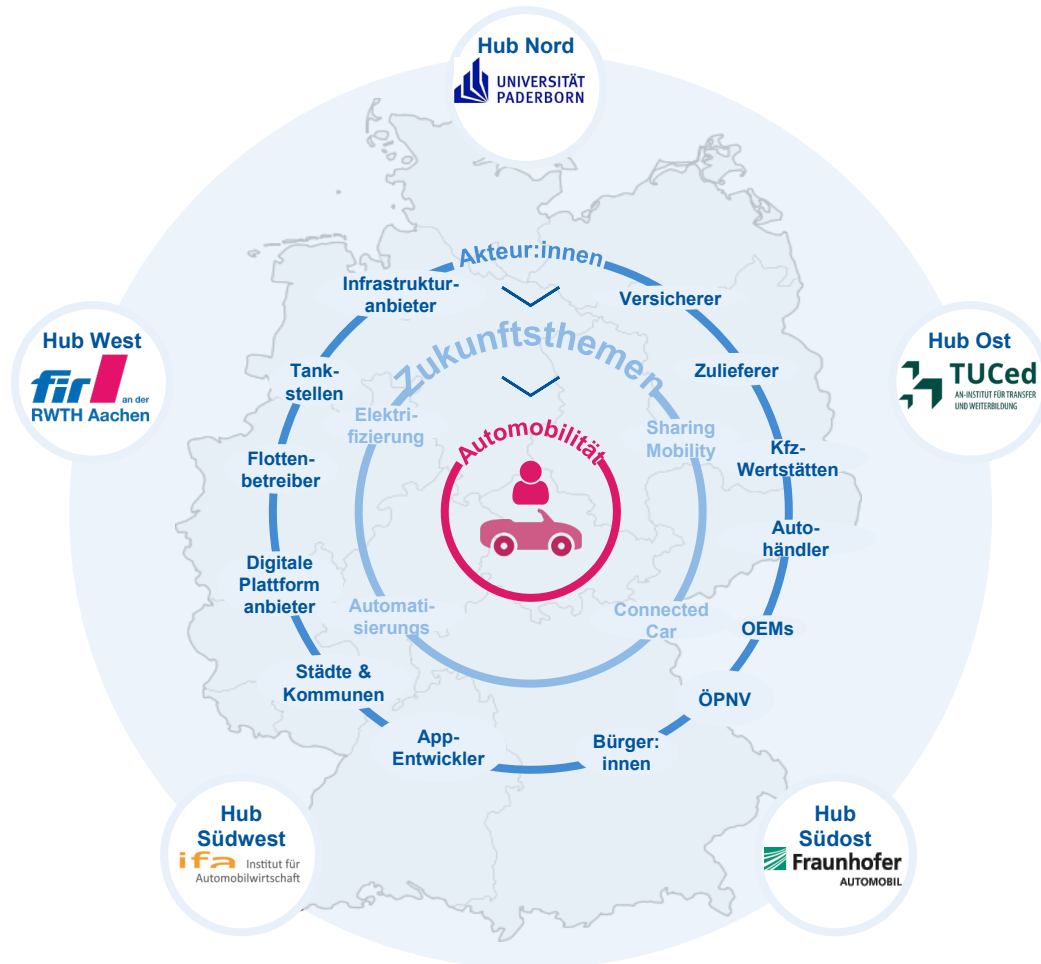 Hub Nord
UNIVERSITÄT
PADERBORN
Akteur:innen
Infrastruktur-
anbieter
Versicherer
Hub West
fir
an der
RWTH Aachen
Hub Ost
TUCed
AN-INSTITUT FÜR TRANSFER
UND WEITERBILDUNG
Zukunftsthemen
Tank-
stellen
Zulieferer
Elektri-
fizierung
Sharing
Mobility
Automobilität
Flotten-
betreiber
Kfz-
Wertstätten
Auto-
händler
Digitale
Plattform
anbieter
Automati-
sierungs
Connected
Car
OEMs
Städte &
Kommunen
ÖPNV
App-
Entwickler
Bürger:
innen
Hub
Südwest
ifa
Institut für
Automobilwirtschaft
Hub
Südost
Fraunhofer
AUTOMOBIL